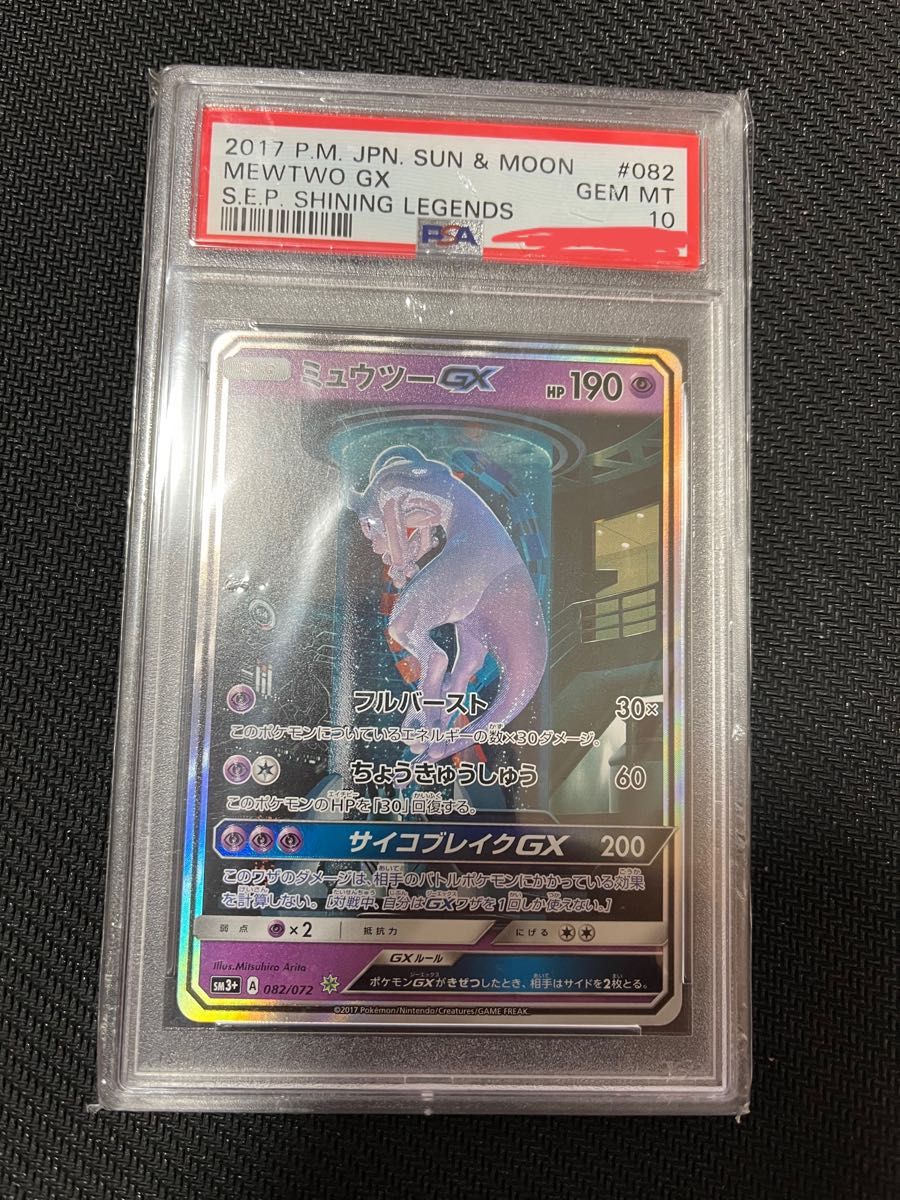 2017 P.M. JPN. SUN & MOON #082
MEWTWO GX GEM MT
S.E.P. SHINING LEGENDS 10
PSA
ミュウツーGX HP 190
フルバースト 30×
このポケモンについているエネルギーの数×30ダメージ。
ちょうきゅうしゅう 60
このポケモンのHPを「30」回復する。
サイコブレイクGX 200
このワザのダメージは、相手のバトルポケモンにかかっている効果
を計算しない。[対戦中、自分はGXワザを1回しか使えない。]
弱点 ×2 抵抗力 にげる
GXルール
Illus.Mitsuhiro Arita
ポケモンGXがきぜつしたとき、相手はサイドを2枚とる。
SM3+ A 082/072
©2017 Pokémon/Nintendo/Creatures/GAME FREAK.